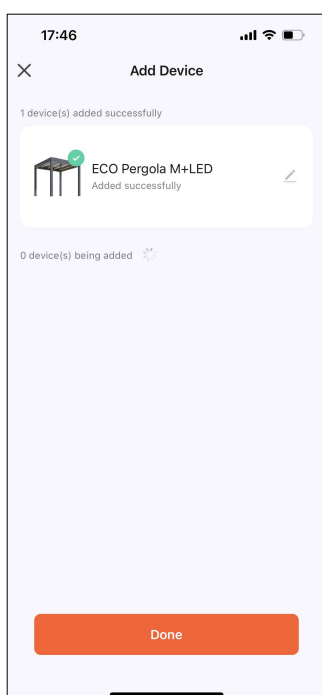 17:46
Add Device
1 device(s) added successfully
ECO Pergola M+LED
Added successfully
0 device(s) being added
Done